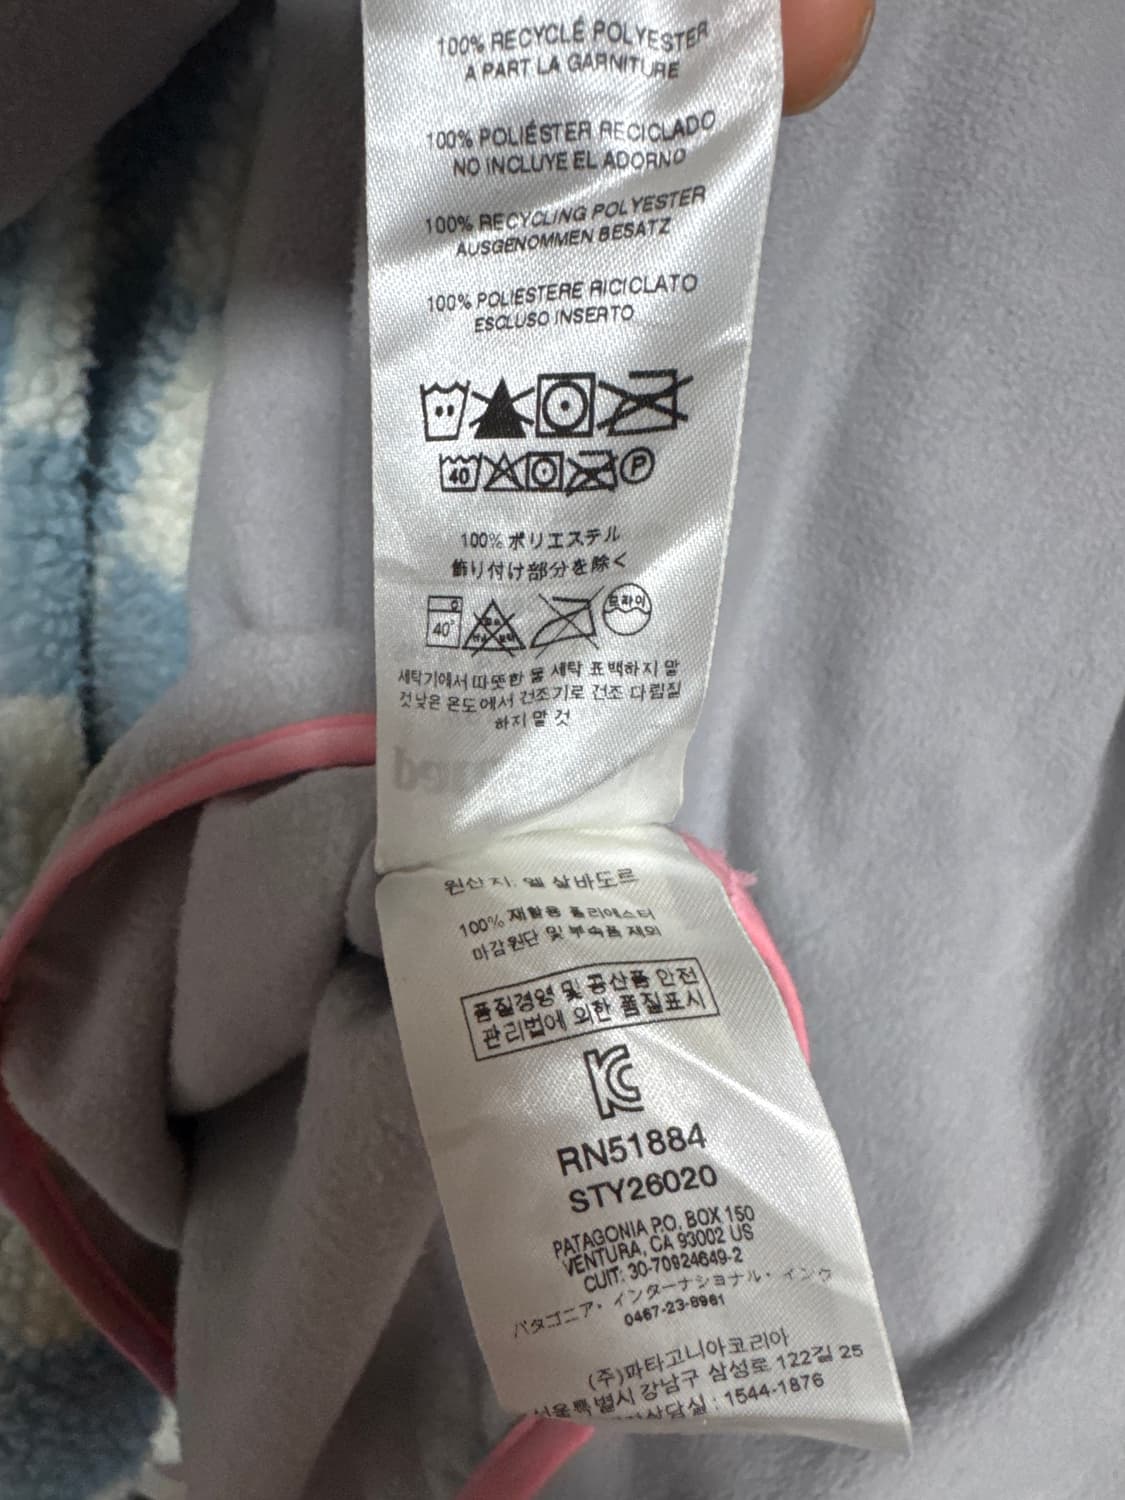 100% RECYCLÉ POLYESTER
A PART LA GARNITURE
100% POLIÉSTER RECICLADO
NO INCLUYE EL ADORNO
100% RECYCLING POLYESTER
AUSGENOMMEN BESATZ
100% POLIESTERE RICICLATO
ESCLUSO INSERTO
40
100% ポリエステル
飾り付け部分を除く
40° 드라이
세탁기에서 따뜻한 물 세탁 표백하지 말
것낮은 온도에서 건조기로 건조 다림질
하지 말 것
원산지: 엘살바도르
100% 재활용 폴리에스터
마감원단 및 부속품 제외
품질경영 및 공산품 안전
관리법에 의한 품질표시
KC
RN51884
STY26020
PATAGONIA P.O. BOX 150
VENTURA, CA 93002 US
CUIT: 30-70924649-2
パタゴニア・インターナショナル・インク
0467-23-8961
(주)파타고니아코리아
서울특별시 강남구 삼성로 122길 25
상담실 : 1544-1876